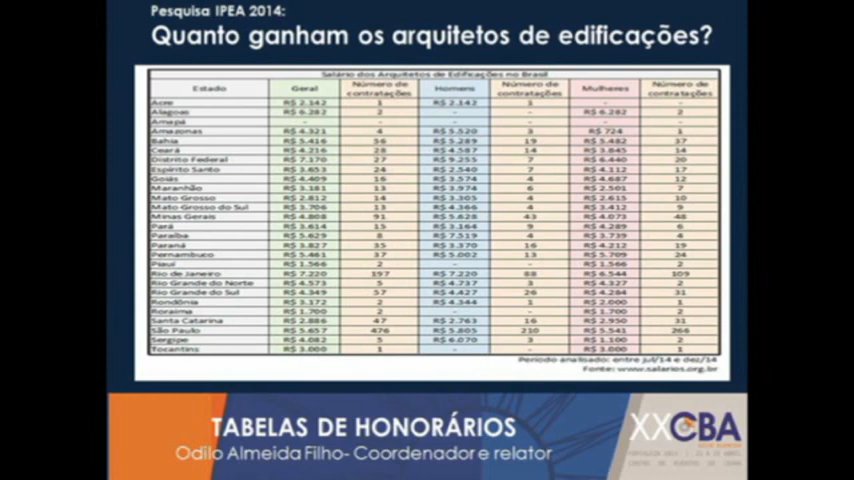 Pesquisa IPEA 2014:
Quanto ganham os arquitetos de edificações?
Salário dos Arquitetos de Edificações no Brasil
Estado Geral Número de contratações Homens Número de contratações Mulheres Número de contratações
Acre R$ 2.142 1 R$ 2.142 1 - -
Alagoas R$ 6.282 2 - - R$ 6.282 2
Amapá - - - - - -
Amazonas R$ 4.321 4 R$ 5.520 3 R$ 724 1
Bahia R$ 5.416 56 R$ 5.289 19 R$ 5.482 37
Ceará R$ 4.216 28 R$ 4.587 14 R$ 3.845 14
Distrito Federal R$ 7.170 27 R$ 9.255 7 R$ 6.440 20
Espírito Santo R$ 3.653 24 R$ 2.540 7 R$ 4.112 17
Goiás R$ 4.409 16 R$ 3.574 4 R$ 4.687 12
Maranhão R$ 3.181 13 R$ 3.974 6 R$ 2.501 7
Mato Grosso R$ 2.812 14 R$ 3.305 4 R$ 2.615 10
Mato Grosso do Sul R$ 3.706 13 R$ 4.366 4 R$ 3.412 9
Minas Gerais R$ 4.808 91 R$ 5.628 43 R$ 4.073 48
Pará R$ 3.614 15 R$ 3.164 9 R$ 4.289 6
Paraíba R$ 5.629 8 R$ 7.519 4 R$ 3.739 4
Paraná R$ 3.827 35 R$ 3.370 16 R$ 4.212 19
Pernambuco R$ 5.461 37 R$ 5.002 13 R$ 5.709 24
Piauí R$ 1.566 2 - - R$ 1.566 2
Rio de Janeiro R$ 7.220 197 R$ 7.220 88 R$ 6.544 109
Rio Grande do Norte R$ 4.573 5 R$ 4.737 3 R$ 4.327 2
Rio Grande do Sul R$ 4.349 57 R$ 4.427 26 R$ 4.284 31
Rondônia R$ 3.172 2 R$ 4.344 1 R$ 2.000 1
Roraima R$ 1.700 2 - - R$ 1.700 2
Santa Catarina R$ 2.886 47 R$ 2.763 16 R$ 2.950 31
São Paulo R$ 5.657 476 R$ 5.805 210 R$ 5.541 266
Sergipe R$ 4.082 5 R$ 6.070 3 R$ 1.100 2
Tocantins R$ 3.000 1 - - R$ 3.000 1
Período analisado: entre jul/14 e dez/14
Fonte: www.salarios.org.br
TABELAS DE HONORÁRIOS
Odilo Almeida Filho- Coordenador e relator
XXCBA